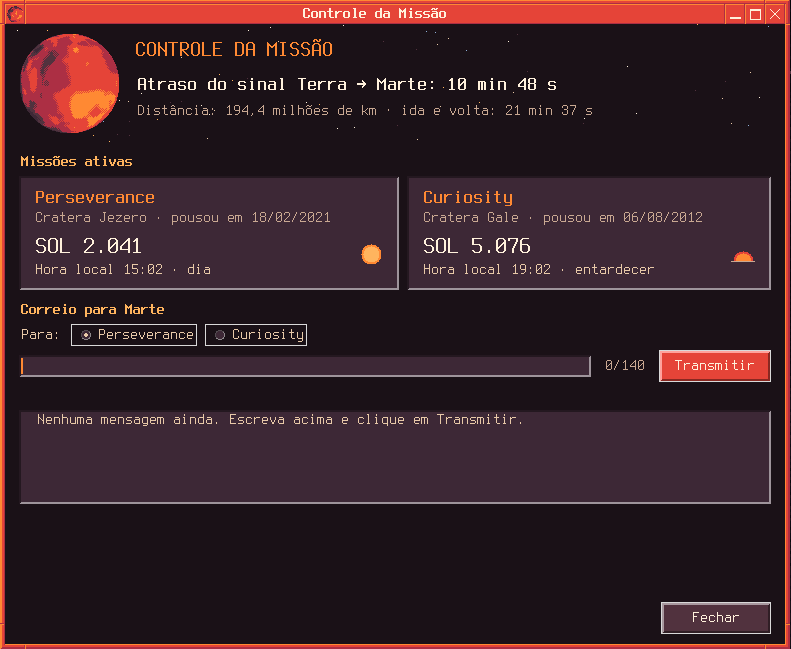 Controle da Missão
CONTROLE DA MISSÃO
Atraso do sinal Terra → Marte: 10 min 48 s
Distância: 194,4 milhões de km · ida e volta: 21 min 37 s
Missões ativas
Perseverance
Cratera Jezero · pousou em 18/02/2021
SOL 2.041
Hora local 15:02 · dia
Curiosity
Cratera Gale · pousou em 06/08/2012
SOL 5.076
Hora local 19:02 · entardecer
Correio para Marte
Para: Perseverance Curiosity
0/140 Transmitir
Nenhuma mensagem ainda. Escreva acima e clique em Transmitir.
Fechar